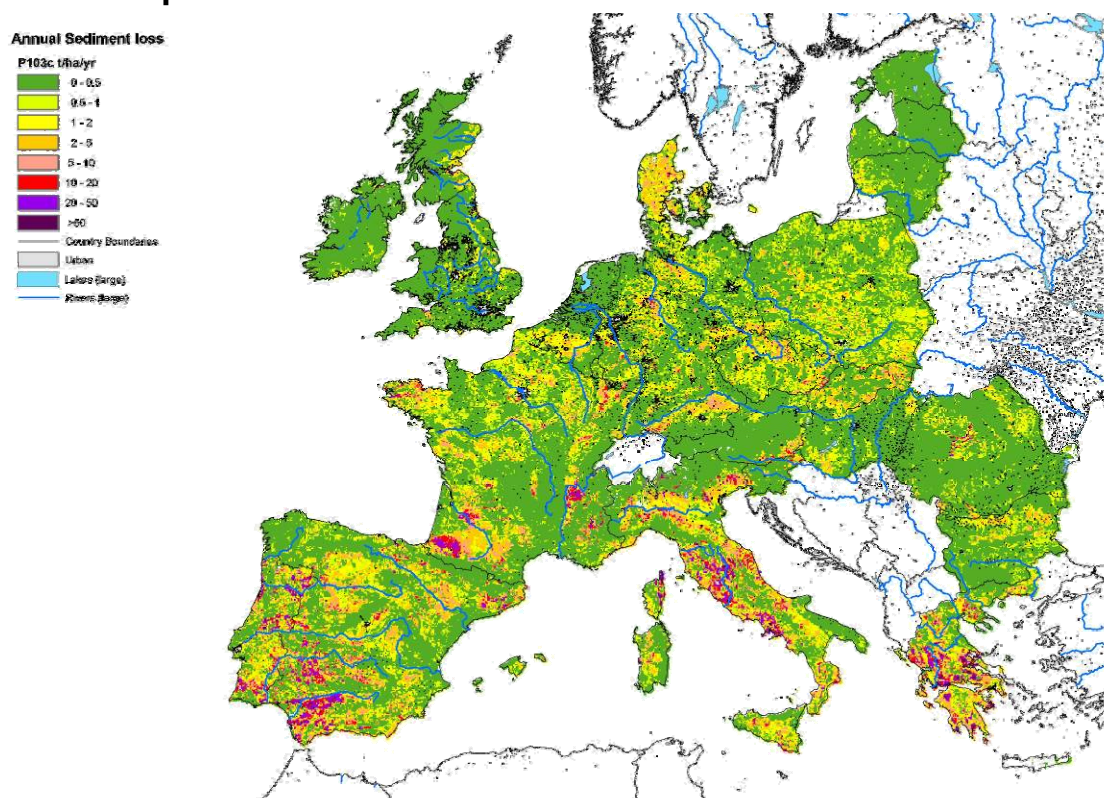 Annual Sediment loss
P103c t/ha/yr
0 - 0.5
0.5 - 1
1 - 2
2 - 5
5 - 10
10 - 20
20 - 50
>50
Country Boundaries
Urban
Lakes (large)
Rivers (large)